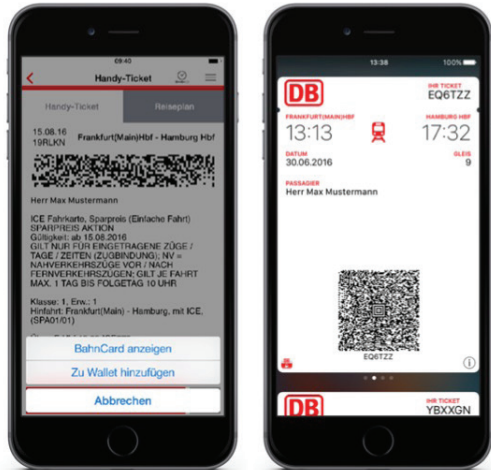 09:40
Handy-Ticket
Handy-Ticket
Reiseplan
15.08.16
19RLKN
Frankfurt(Main)Hbf - Hamburg Hbf
Herr Max Mustermann
ICE Fahrkarte, Sparpreis (Einfache Fahrt)
SPARPREIS AKTION
Gültigkeit: ab 15.08.2016
GILT NUR FÜR EINGETRAGENE ZÜGE /
TAGE / ZEITEN (ZUGBINDUNG); NV =
NAHVERKEHRSZÜGE VOR / NACH
FERNVERKEHRSZÜGEN; GILT JE FAHRT
MAX. 1 TAG BIS FOLGETAG 10 UHR
Klasse: 1, Erw.: 1
Hinfahrt: Frankfurt(Main) - Hamburg, mit ICE,
(SPA01/01)
BahnCard anzeigen
Zu Wallet hinzufügen
Abbrechen
13:38
100%
DB
IHR TICKET
EQ6TZZ
FRANKFURT(MAIN)HBF
HAMBURG HBF
13:13
17:32
DATUM
GLEIS
30.06.2016
9
PASSAGIER
Herr Max Mustermann
EQ6TZZ
DB
IHR TICKET
YBXXGN